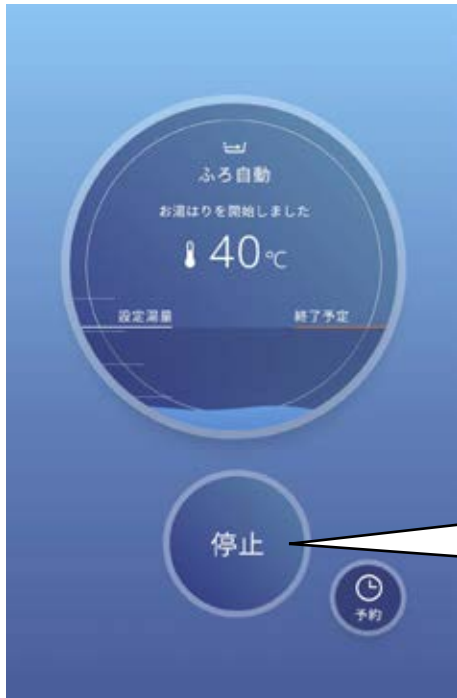 ふろ自動
お湯はりを開始しました
40℃
設定湯量 終了予定
停止
予約